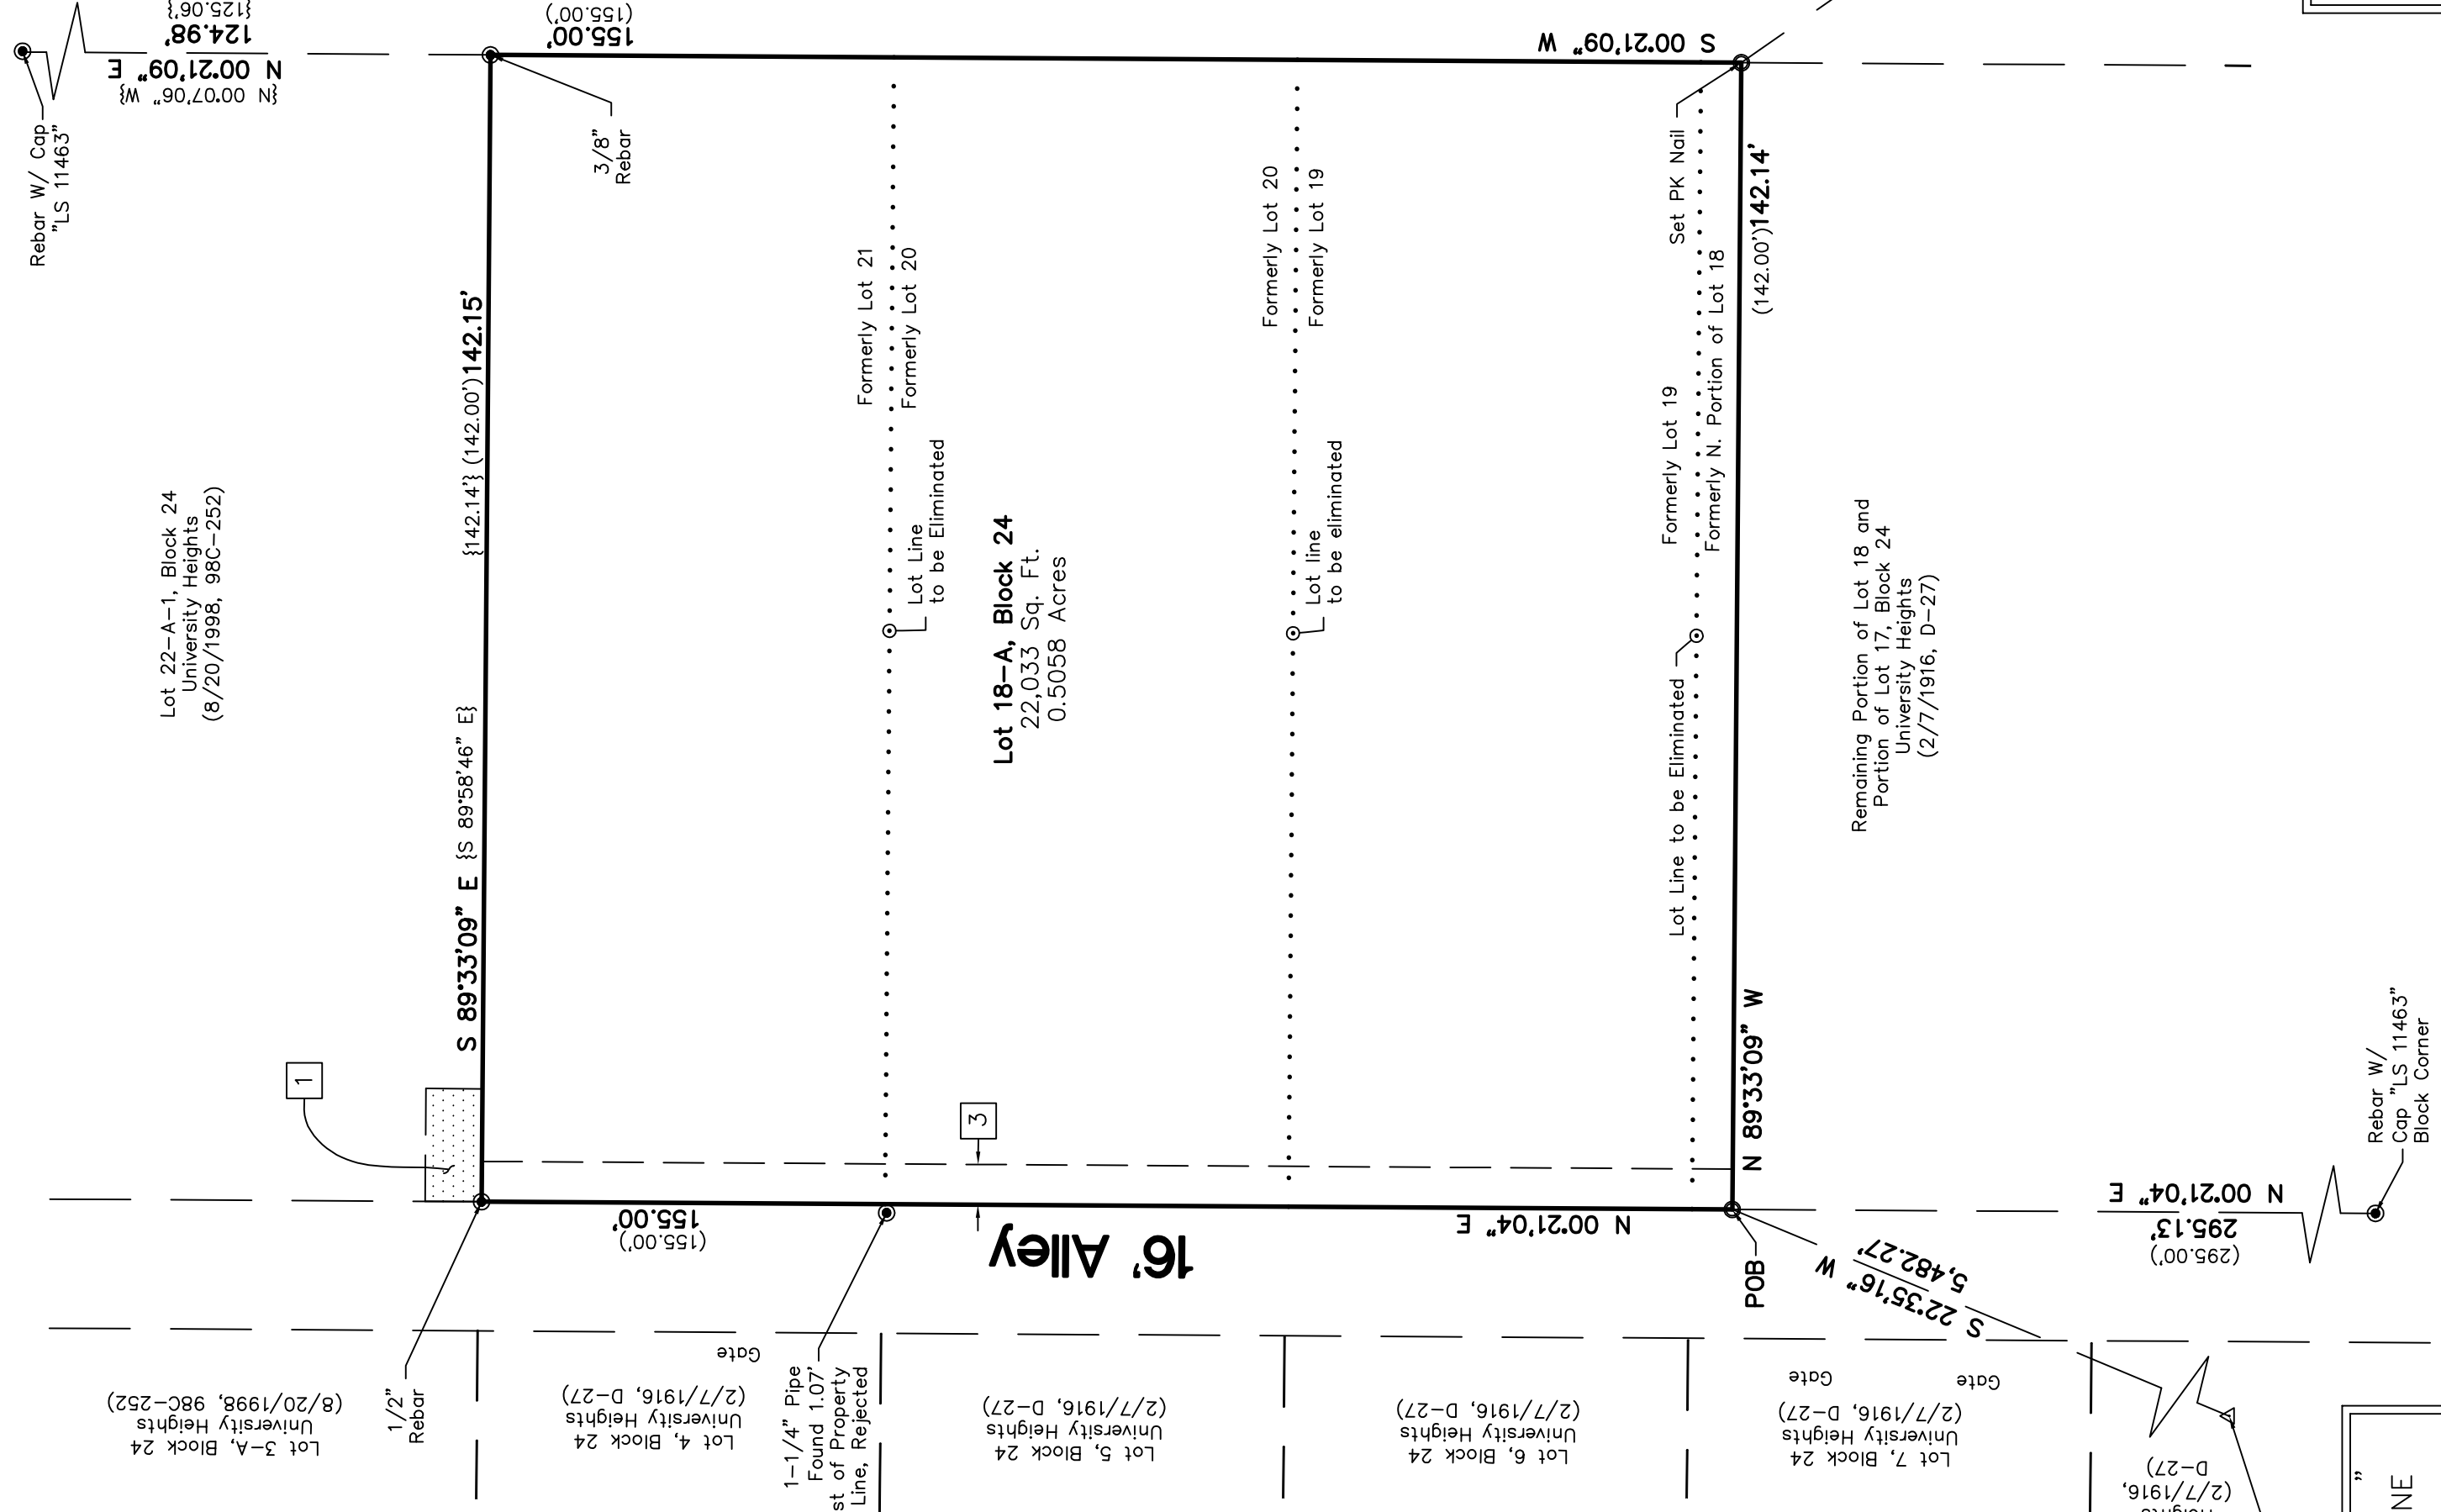 Rebar W/ Cap
"LS 11463"
{125.06'}
124.98'
N 00°21'09" E
{N 00°07'06" W}
(155.00')
155.00'
S 00°21'09" W
3/8"
Rebar
Set PK Nail
Lot 22-A-1, Block 24
University Heights
(8/20/1998, 98C-252)
S 89°33'09" E {S 89°58'46" E}
{142.14'} (142.00') 142.15'
Formerly Lot 21
Formerly Lot 20
Lot Line
to be Eliminated
Formerly Lot 20
Formerly Lot 19
Lot line
to be eliminated
Lot 18-A, Block 24
22,033 Sq. Ft.
0.5058 Acres
Formerly Lot 19
Formerly N. Portion of Lot 18
Lot Line to be Eliminated
N 89°33'09" W
(142.00') 142.14'
Remaining Portion of Lot 18 and
Portion of Lot 17, Block 24
University Heights
(2/7/1916, D-27)
1
3
155.00'
(155.00')
N 00°21'04" E
16' Alley
POB
S 22°35'16" W
5,482.27'
N 00°21'04" E
295.13'
(295.00')
Rebar W/
Cap "LS 11463"
Block Corner
1/2"
Rebar
1-1/4" Pipe
Found 1.07'
st of Property
Line, Rejected
Lot 3-A, Block 24
University Heights
(8/20/1998, 98C-252)
Gate
Lot 4, Block 24
University Heights
(2/7/1916, D-27)
Lot 5, Block 24
University Heights
(2/7/1916, D-27)
Lot 6, Block 24
University Heights
(2/7/1916, D-27)
Gate
Gate
Lot 7, Block 24
University Heights
(2/7/1916, D-27)
(2/7/1916,
D-27)
"
NE